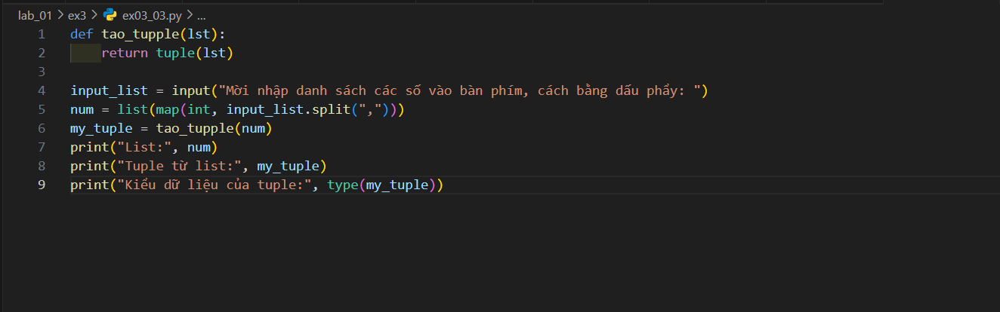 lab_01 > ex3 > ex03_03.py > ...
1 def tao_tupple(lst):
2     return tuple(lst)
3
4 input_list = input("Mời nhập danh sách các số vào bàn phím, cách bằng dấu phẩy: ")
5 num = list(map(int, input_list.split(",")))
6 my_tuple = tao_tupple(num)
7 print("List:", num)
8 print("Tuple từ list:", my_tuple)
9 print("Kiểu dữ liệu của tuple:", type(my_tuple))